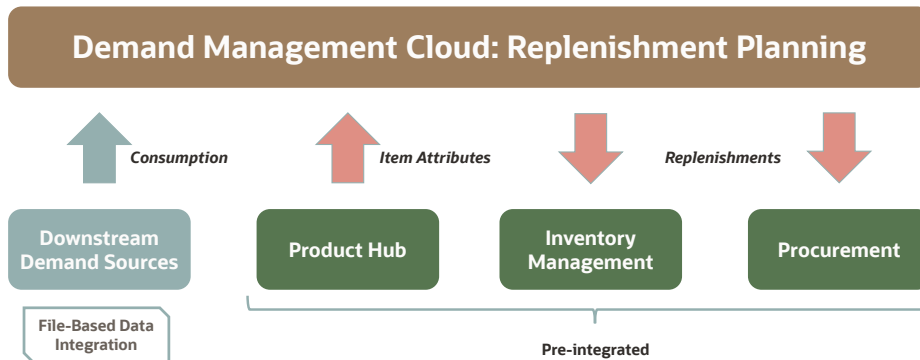 Demand Management Cloud: Replenishment Planning
Consumption
Item Attributes
Replenishments
Downstream
Demand Sources
Product Hub
Inventory
Management
Procurement
File-Based Data
Integration
Pre-integrated